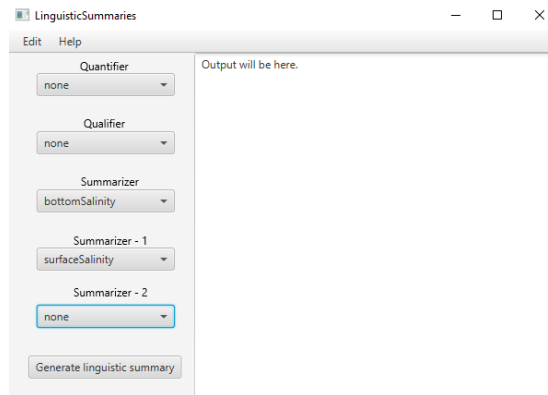 LinguisticSummaries
Edit Help
Quantifier
none
Qualifier
none
Summarizer
bottomSalinity
Summarizer - 1
surfaceSalinity
Summarizer - 2
none
Generate linguistic summary
Output will be here.